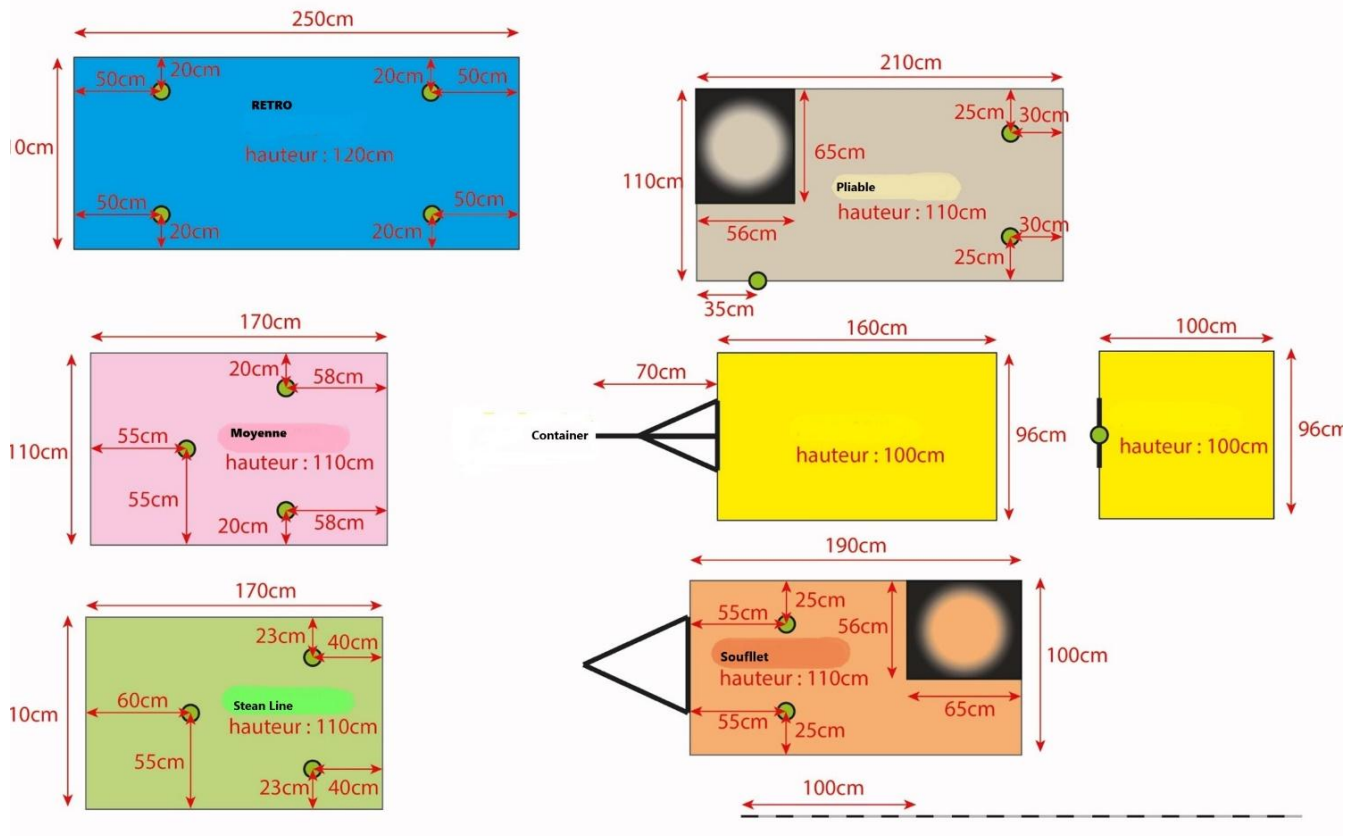 250cm
50cm
20cm
20cm
50cm
RETRO
0cm
hauteur : 120cm
50cm
20cm
20cm
50cm
210cm
25cm
30cm
65cm
110cm
Pliable
hauteur : 110cm
56cm
30cm
25cm
35cm
170cm
20cm
58cm
110cm
55cm
Moyenne
hauteur : 110cm
55cm
20cm
58cm
160cm
70cm
Container
hauteur : 100cm
96cm
100cm
hauteur : 100cm
96cm
170cm
23cm
40cm
10cm
60cm
Stean Line
hauteur : 110cm
55cm
23cm
40cm
190cm
55cm
25cm
56cm
Soufllet
hauteur : 110cm
100cm
55cm
25cm
65cm
100cm